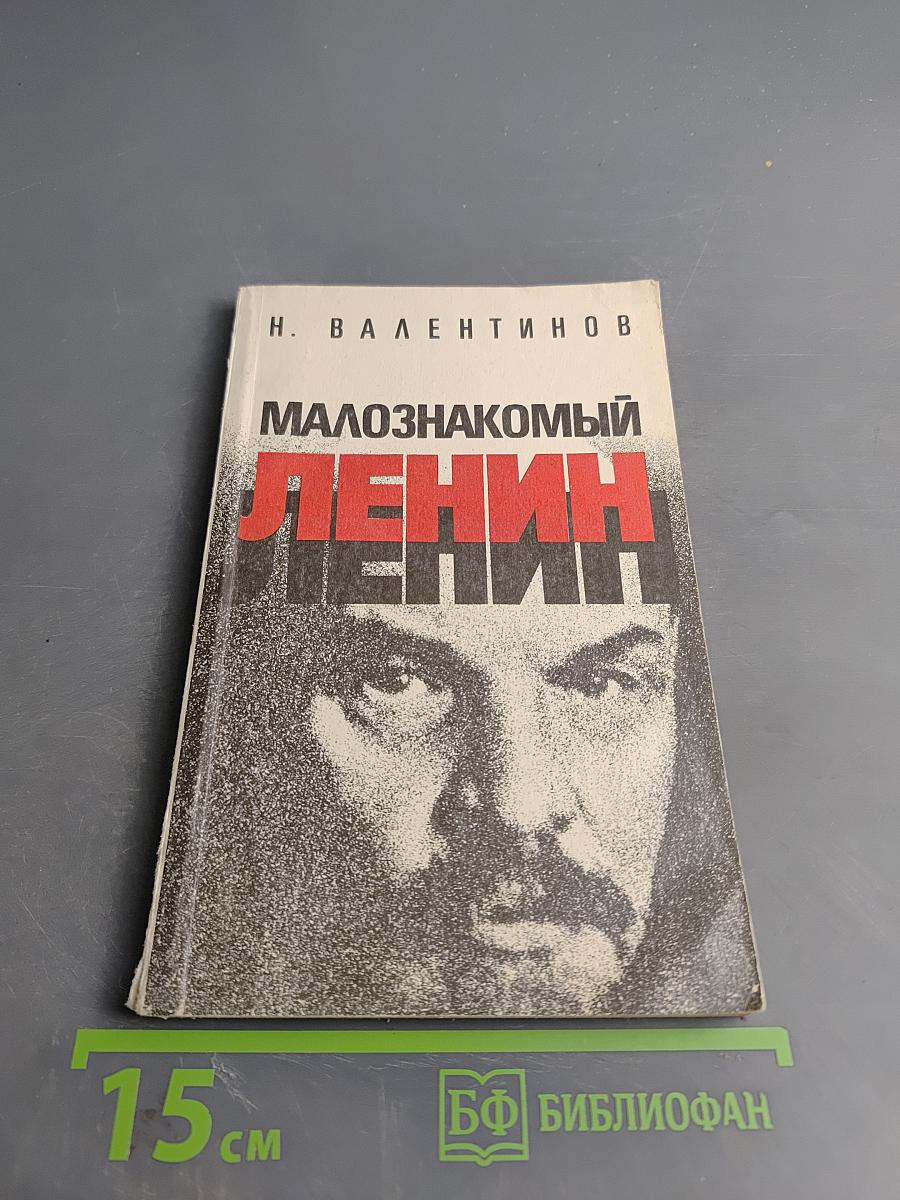 Н. ВАЛЕНТИНОВ
МАЛОЗНАКОМЫЙ
ЛЕНИН
ЛЕНИН
15 см
БФ БИБЛИОФАН